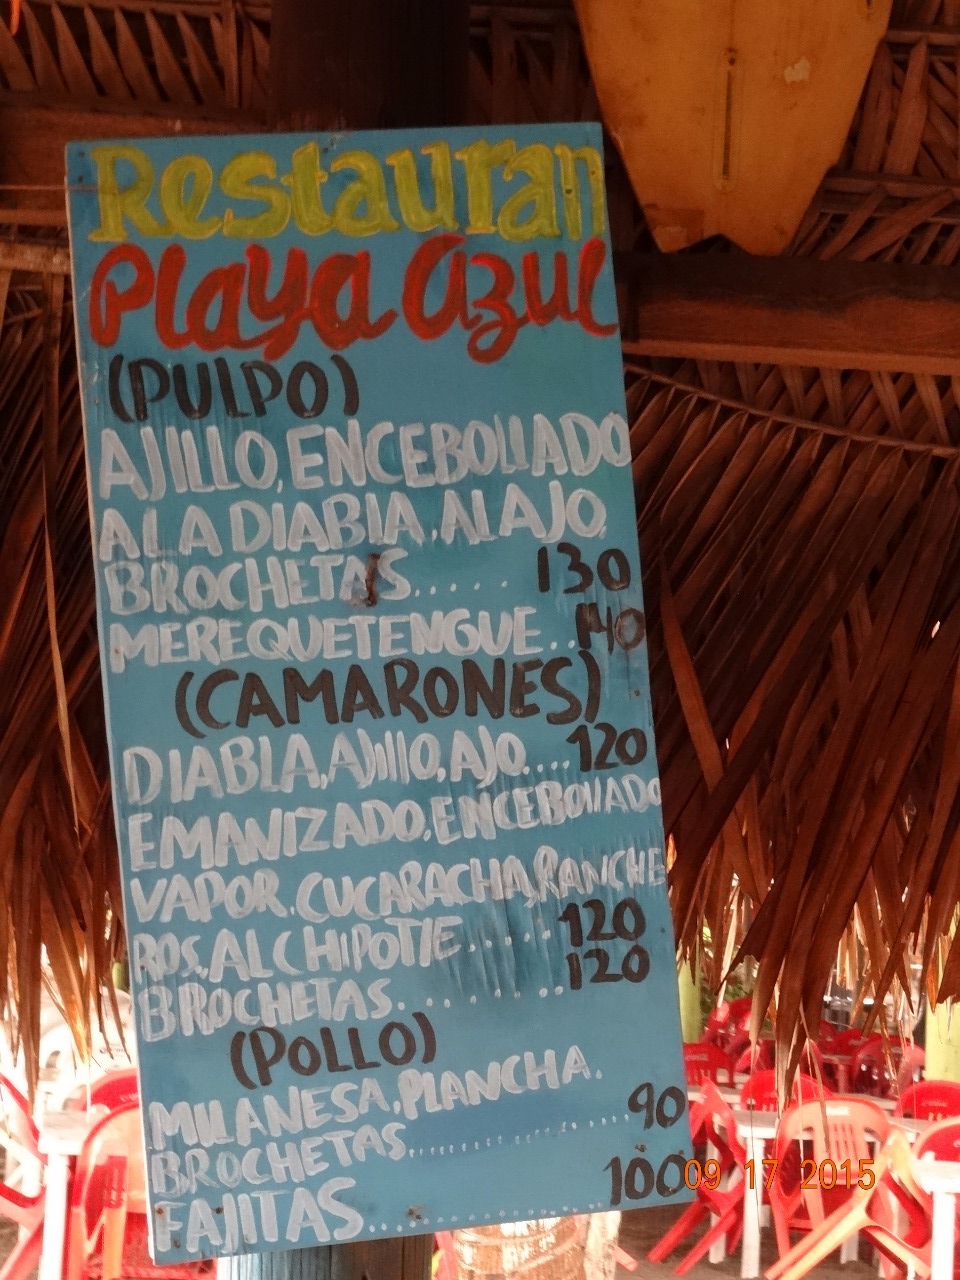 Restauran
Playa Azul
(PULPO)
AJILLO, ENCEBOLLADO
A LA DIABLA, AL AJO,
BROCHETAS..... 130
MEREQUETENGUE.. 140
(CAMARONES)
DIABLA, AJILLO, AJO.... 120
EMANIZADO, ENCEBOLLADO
VAPOR, CUCARACHA, RANCHE
ROS., AL CHIPOTLE...... 120
BROCHETAS....... 120
(POLLO)
MILANESA, PLANCHA.
BROCHETAS.................. 90
FAJITAS.................. 100
09 17 2015